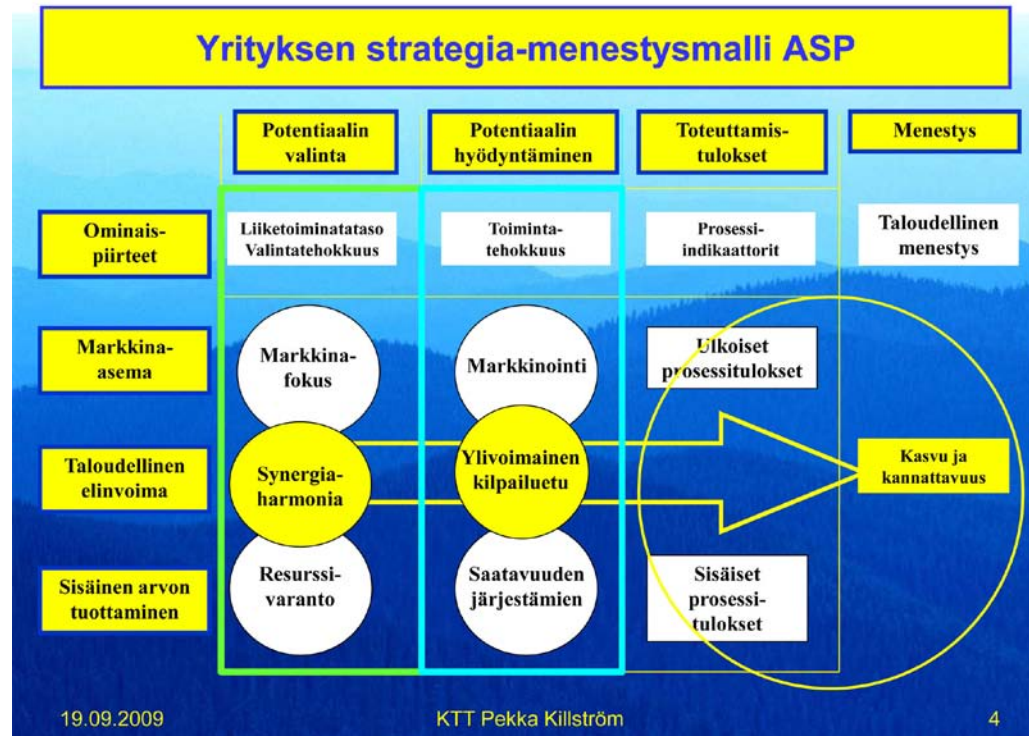 Yrityksen strategia-menestysmalli ASP
Potentiaalin
valinta
Potentiaalin
hyödyntäminen
Toteuttamis-
tulokset
Menestys
Ominais-
piirteet
Liiketoiminatataso
Valintatehokkuus
Toiminta-
tehokkuus
Prosessi-
indikaattorit
Taloudellinen
menestys
Markkina-
asema
Markkina-
fokus
Markkinointi
Ulkoiset
prosessitulokset
Taloudellinen
elinvoima
Synergia-
harmonia
Ylivoimainen
kilpailuetu
Kasvu ja
kannattavuus
Sisäinen arvon
tuottaminen
Resurssi-
varanto
Saatavuuden
järjestämien
Sisäiset
prosessi-
tulokset
19.09.2009
KTT Pekka Killström
4